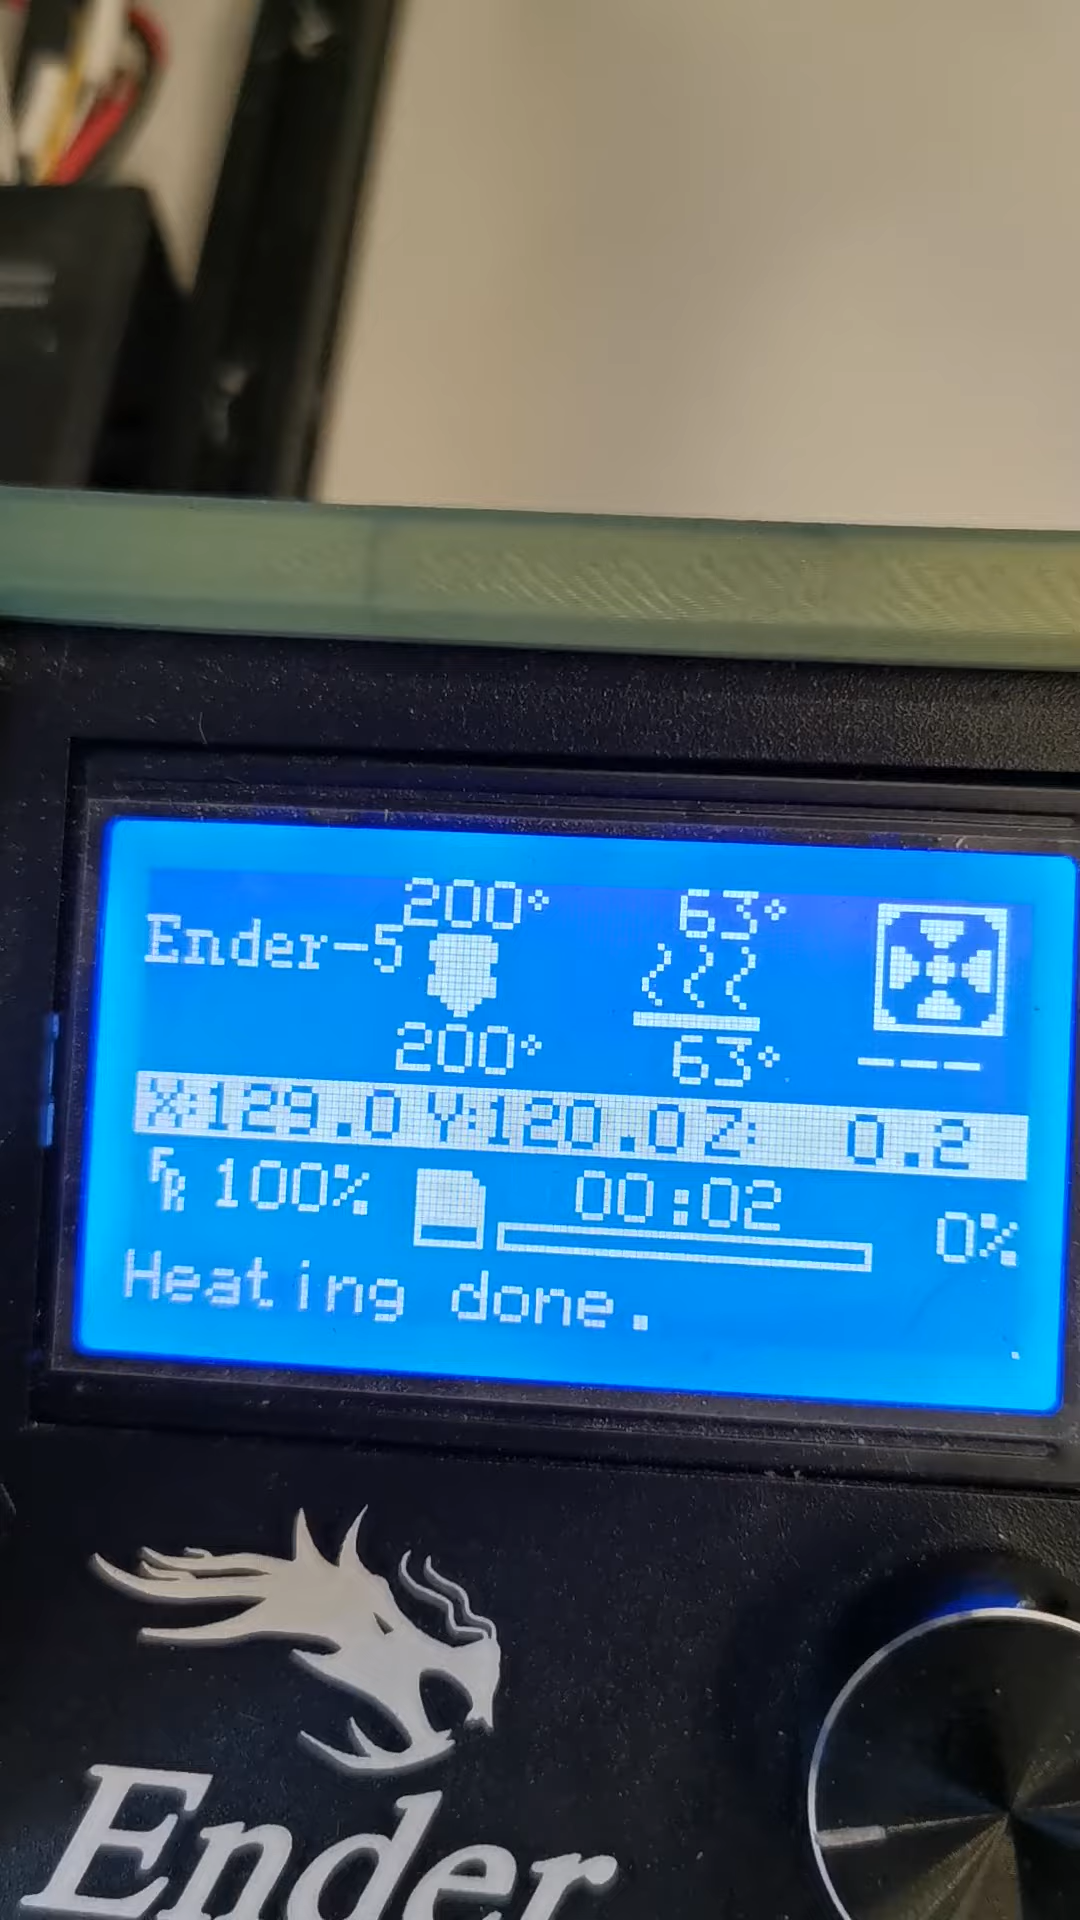 200° 63°
Ender-5
200° 63° ---
X:129.0 Y:120.0 Z: 0.2
FR 100% 00:02 0%
Heating done.
Ender